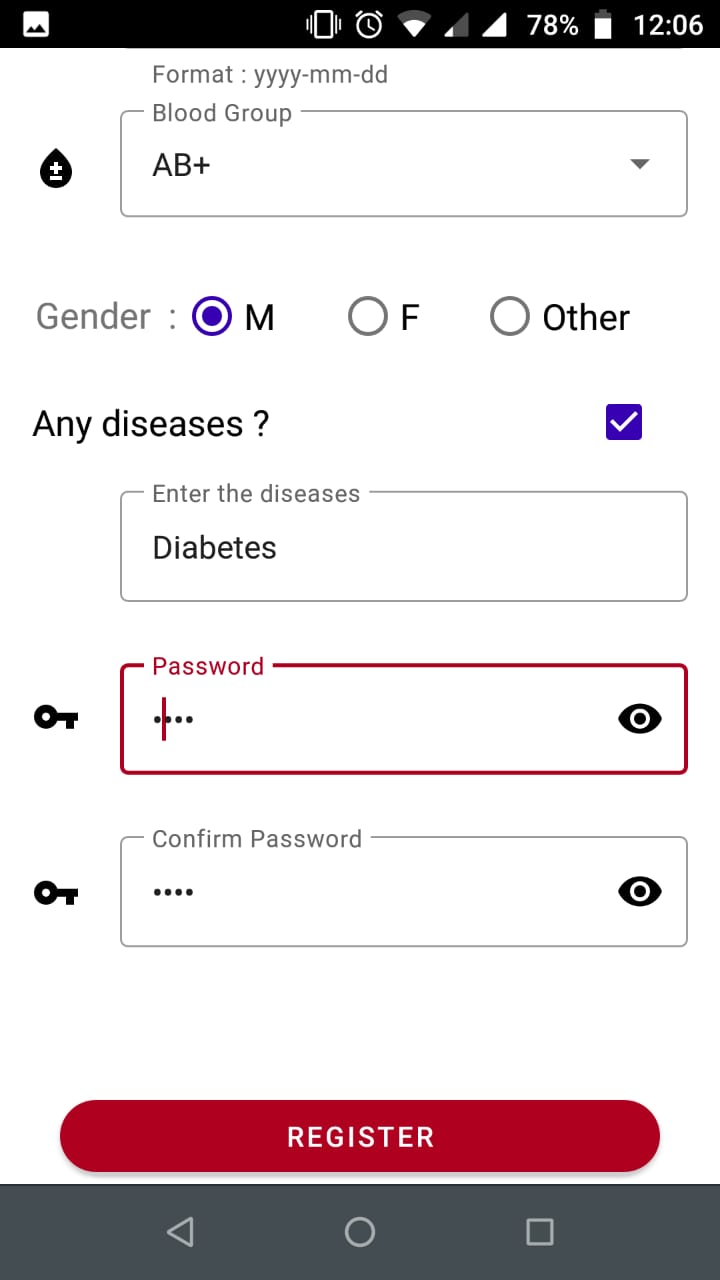 78% 12:06
Format : yyyy-mm-dd
Blood Group
AB+
Gender : M F Other
Any diseases ?
Enter the diseases
Diabetes
Password
••••
Confirm Password
••••
REGISTER